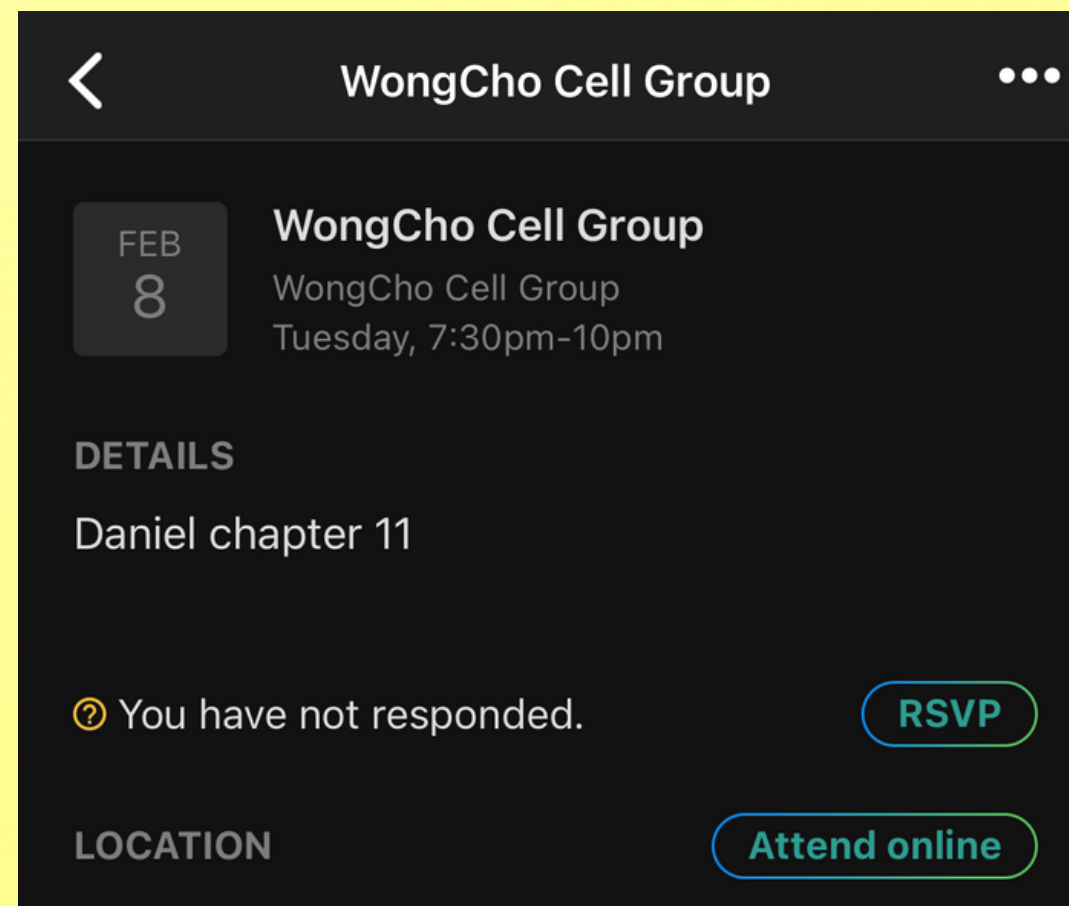 WongCho Cell Group
FEB
8
WongCho Cell Group
WongCho Cell Group
Tuesday, 7:30pm-10pm
DETAILS
Daniel chapter 11
You have not responded.
RSVP
LOCATION
Attend online